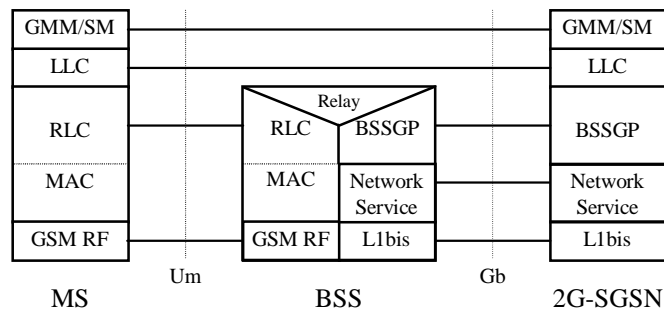 GMM/SM
LLC
RLC
MAC
GSM RF
MS
Um
Relay
RLC
BSSGP
MAC
Network
Service
GSM RF
L1bis
BSS
Gb
GMM/SM
LLC
BSSGP
Network
Service
L1bis
2G-SGSN